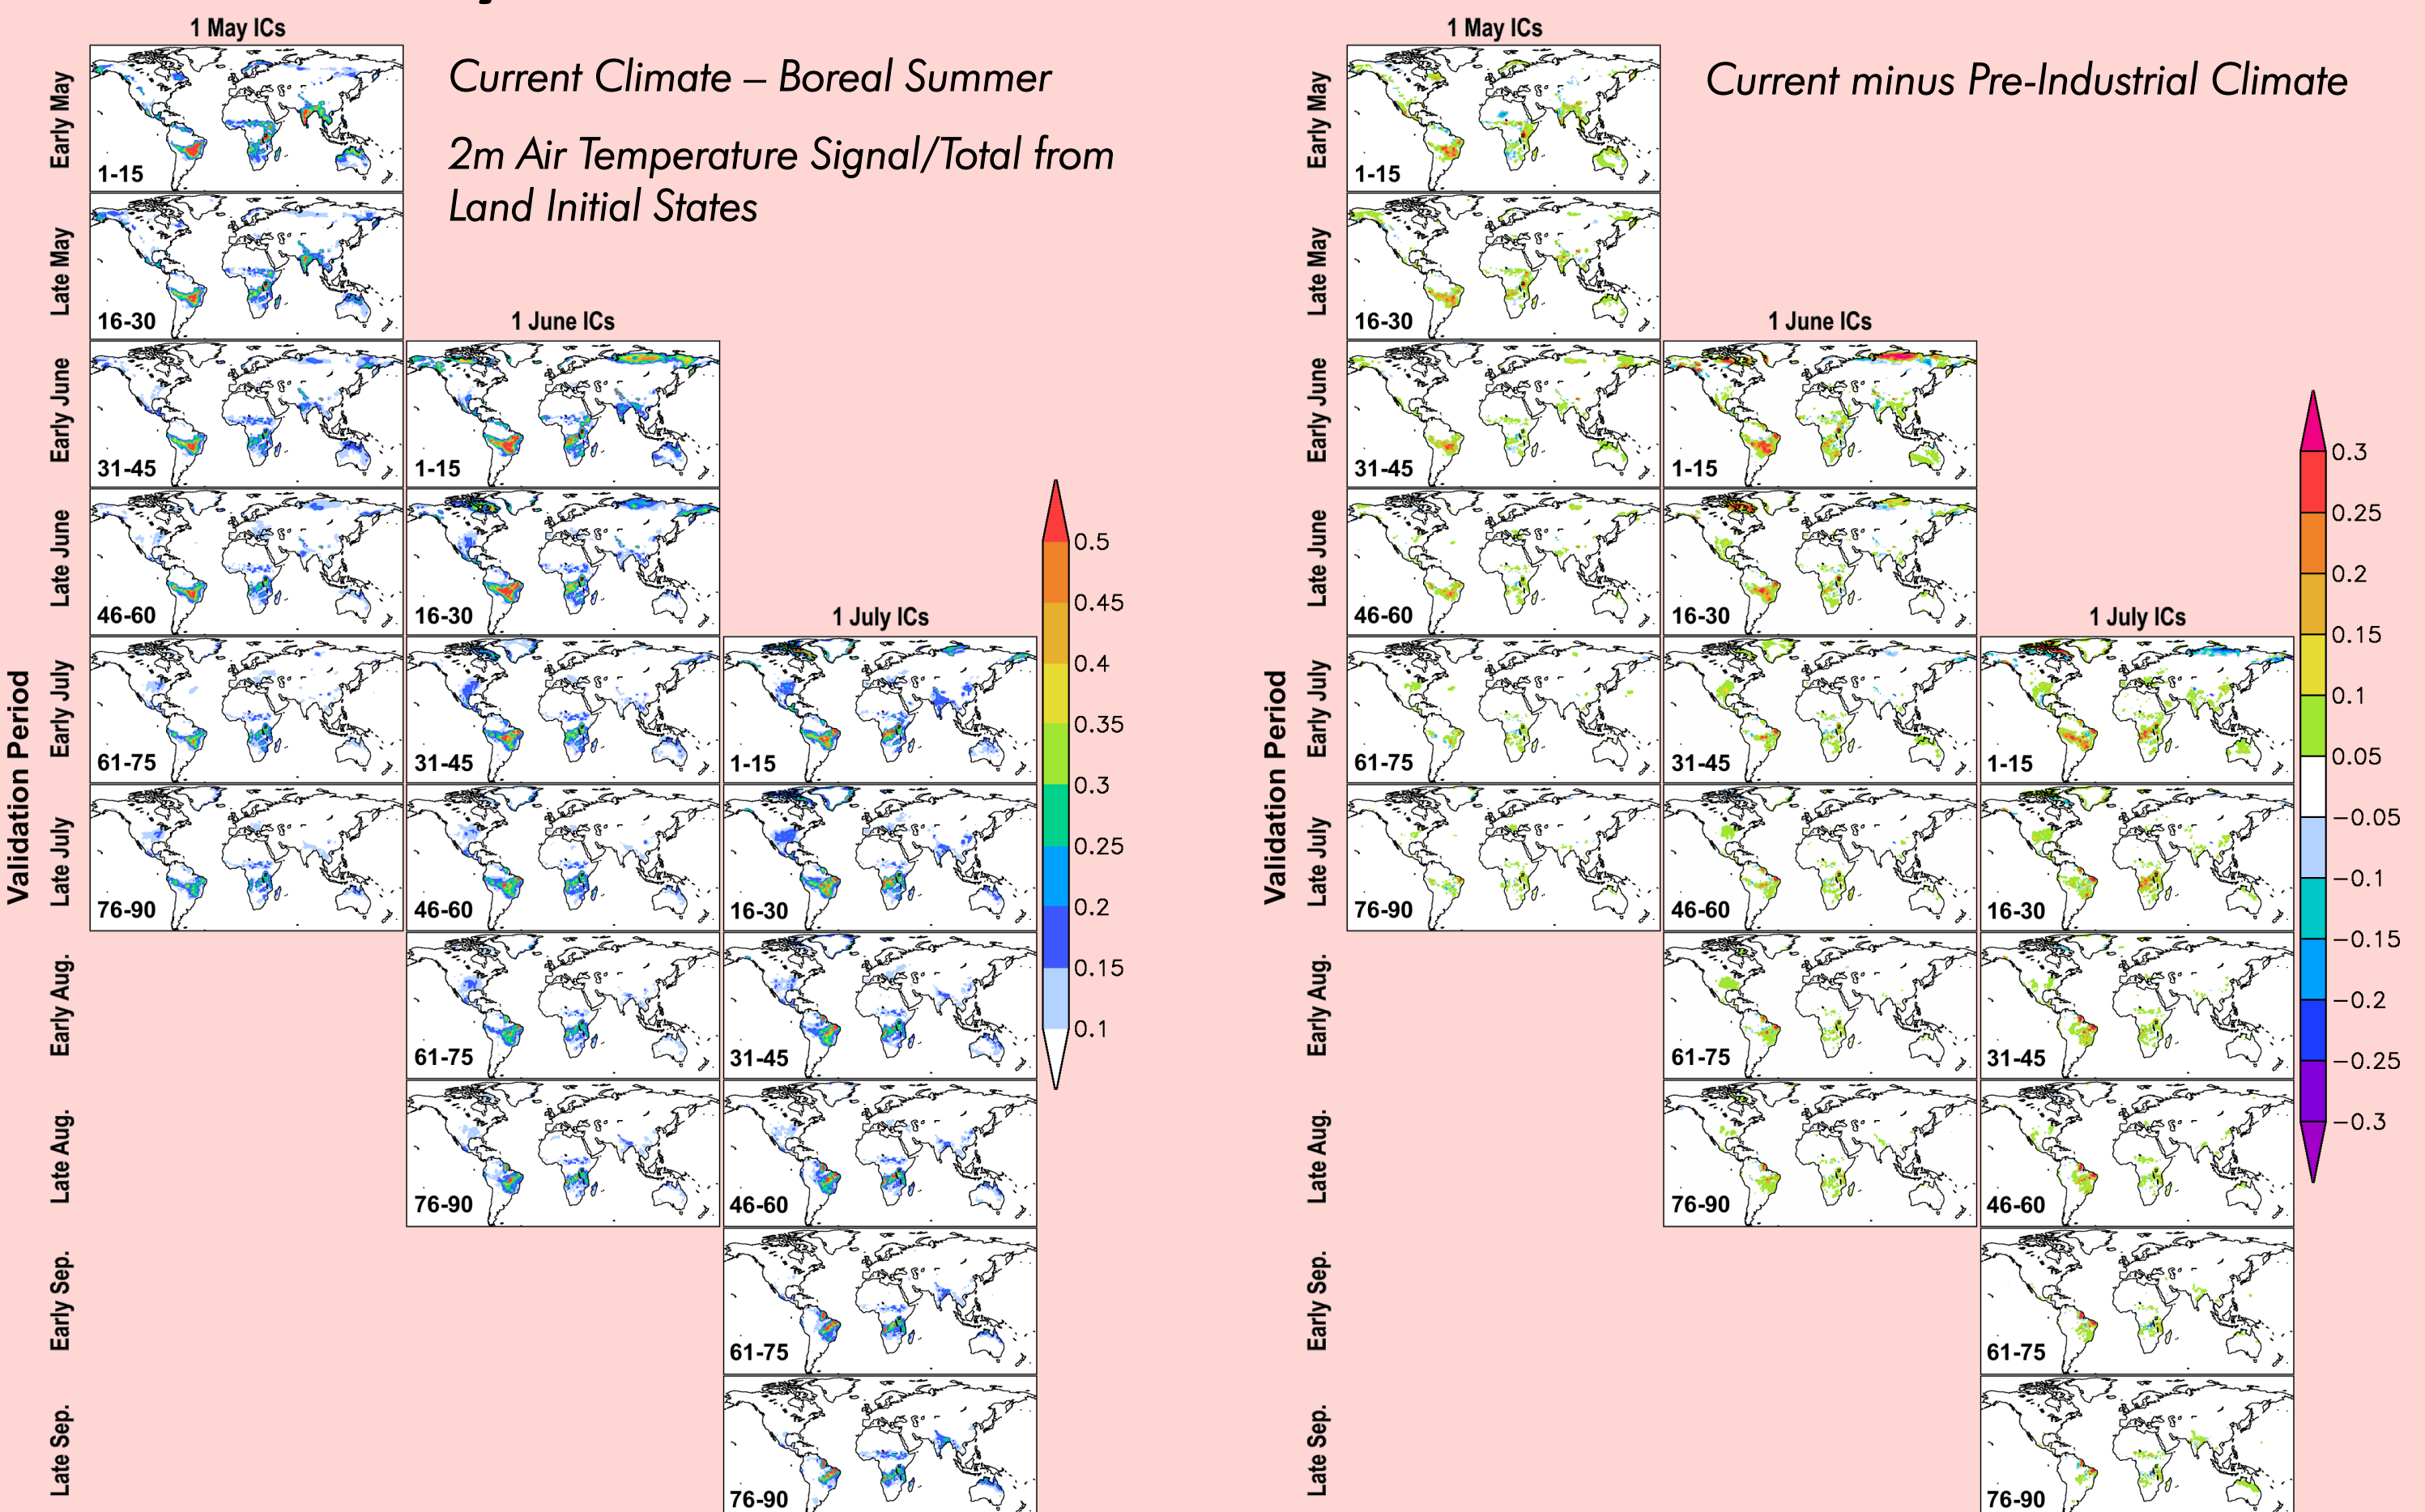 1 May ICs
Current Climate – Boreal Summer
2m Air Temperature Signal/Total from
Land Initial States
Validation Period
Early May
1-15
Late May
16-30
1 June ICs
Early June
31-45
1-15
Late June
46-60
16-30
1 July ICs
Early July
61-75
31-45
1-15
Late July
76-90
46-60
16-30
Early Aug.
61-75
31-45
Late Aug.
76-90
46-60
Early Sep.
61-75
Late Sep.
76-90
0.5
0.45
0.4
0.35
0.3
0.25
0.2
0.15
0.1
1 May ICs
Current minus Pre-Industrial Climate
Validation Period
Early May
1-15
Late May
16-30
1 June ICs
Early June
31-45
1-15
Late June
46-60
16-30
1 July ICs
Early July
61-75
31-45
1-15
Late July
76-90
46-60
16-30
Early Aug.
61-75
31-45
Late Aug.
76-90
46-60
Early Sep.
61-75
Late Sep.
76-90
0.3
0.25
0.2
0.15
0.1
0.05
−0.05
−0.1
−0.15
−0.2
−0.25
−0.3